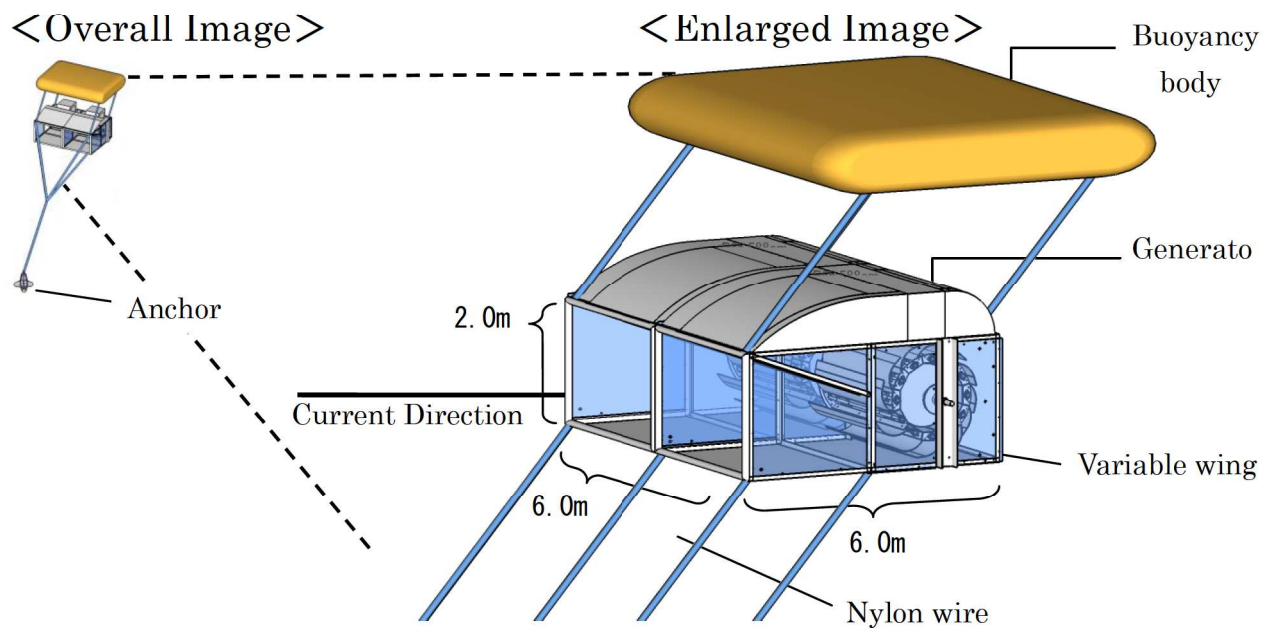 <Overall Image>
<Enlarged Image>
Buoyancy
body
Generato
Anchor
2.0m
Current Direction
Variable wing
6.0m
6.0m
Nylon wire